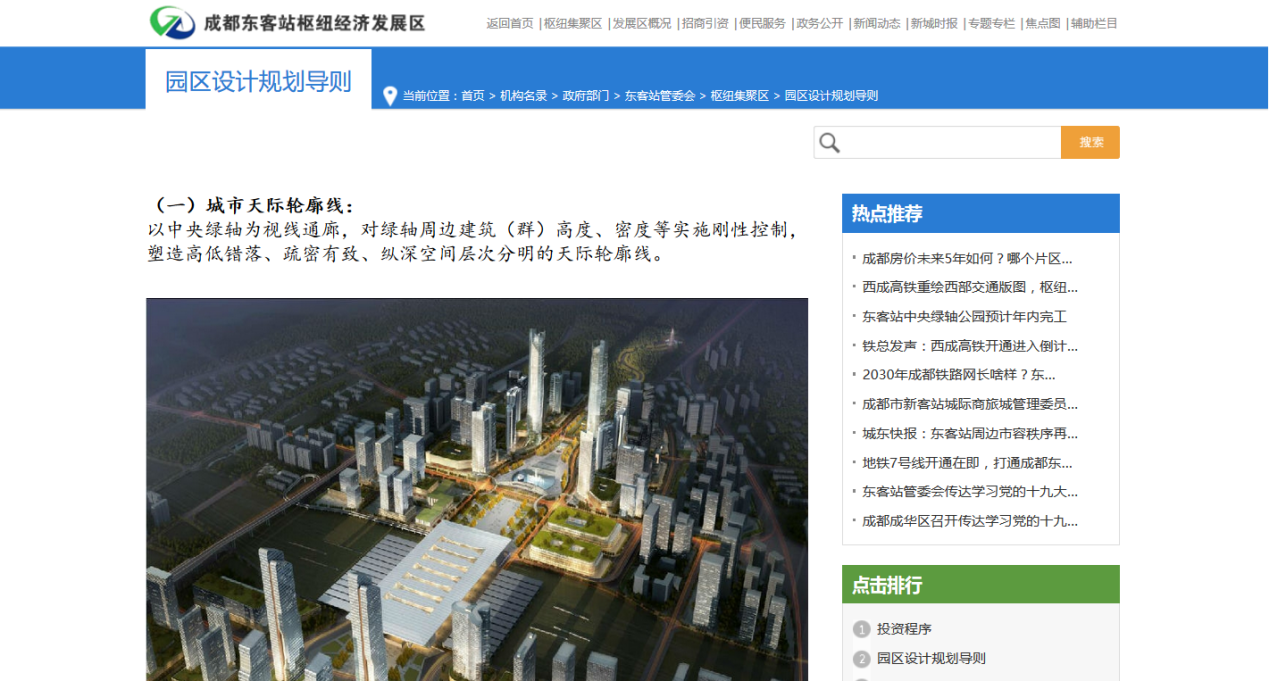 成都东客站枢纽经济发展区
返回首页 |枢纽集聚区 |发展区概况 |招商引资 |便民服务 |政务公开 |新闻动态 |新城时报 |专题专栏 |焦点图 |辅助栏目
园区设计规划导则
当前位置：首页 > 机构名录 > 政府部门 > 东客站管委会 > 枢纽集聚区 > 园区设计规划导则
搜索
（一）城市天际轮廓线：
以中央绿轴为视线通廊，对绿轴周边建筑（群）高度、密度等实施刚性控制，
塑造高低错落、疏密有致、纵深空间层次分明的天际轮廓线。
热点推荐
成都房价未来5年如何？哪个片区...
西成高铁重绘西部交通版图，枢纽...
东客站中央绿轴公园预计年内完工
铁总发声：西成高铁开通进入倒计...
2030年成都铁路网长啥样？东...
成都市新客站城际商旅城管理委员...
城东快报：东客站周边市容秩序再...
地铁7号线开通在即，打通成都东...
东客站管委会传达学习党的十九大...
成都成华区召开传达学习党的十九...
点击排行
1 投资程序
2 园区设计规划导则